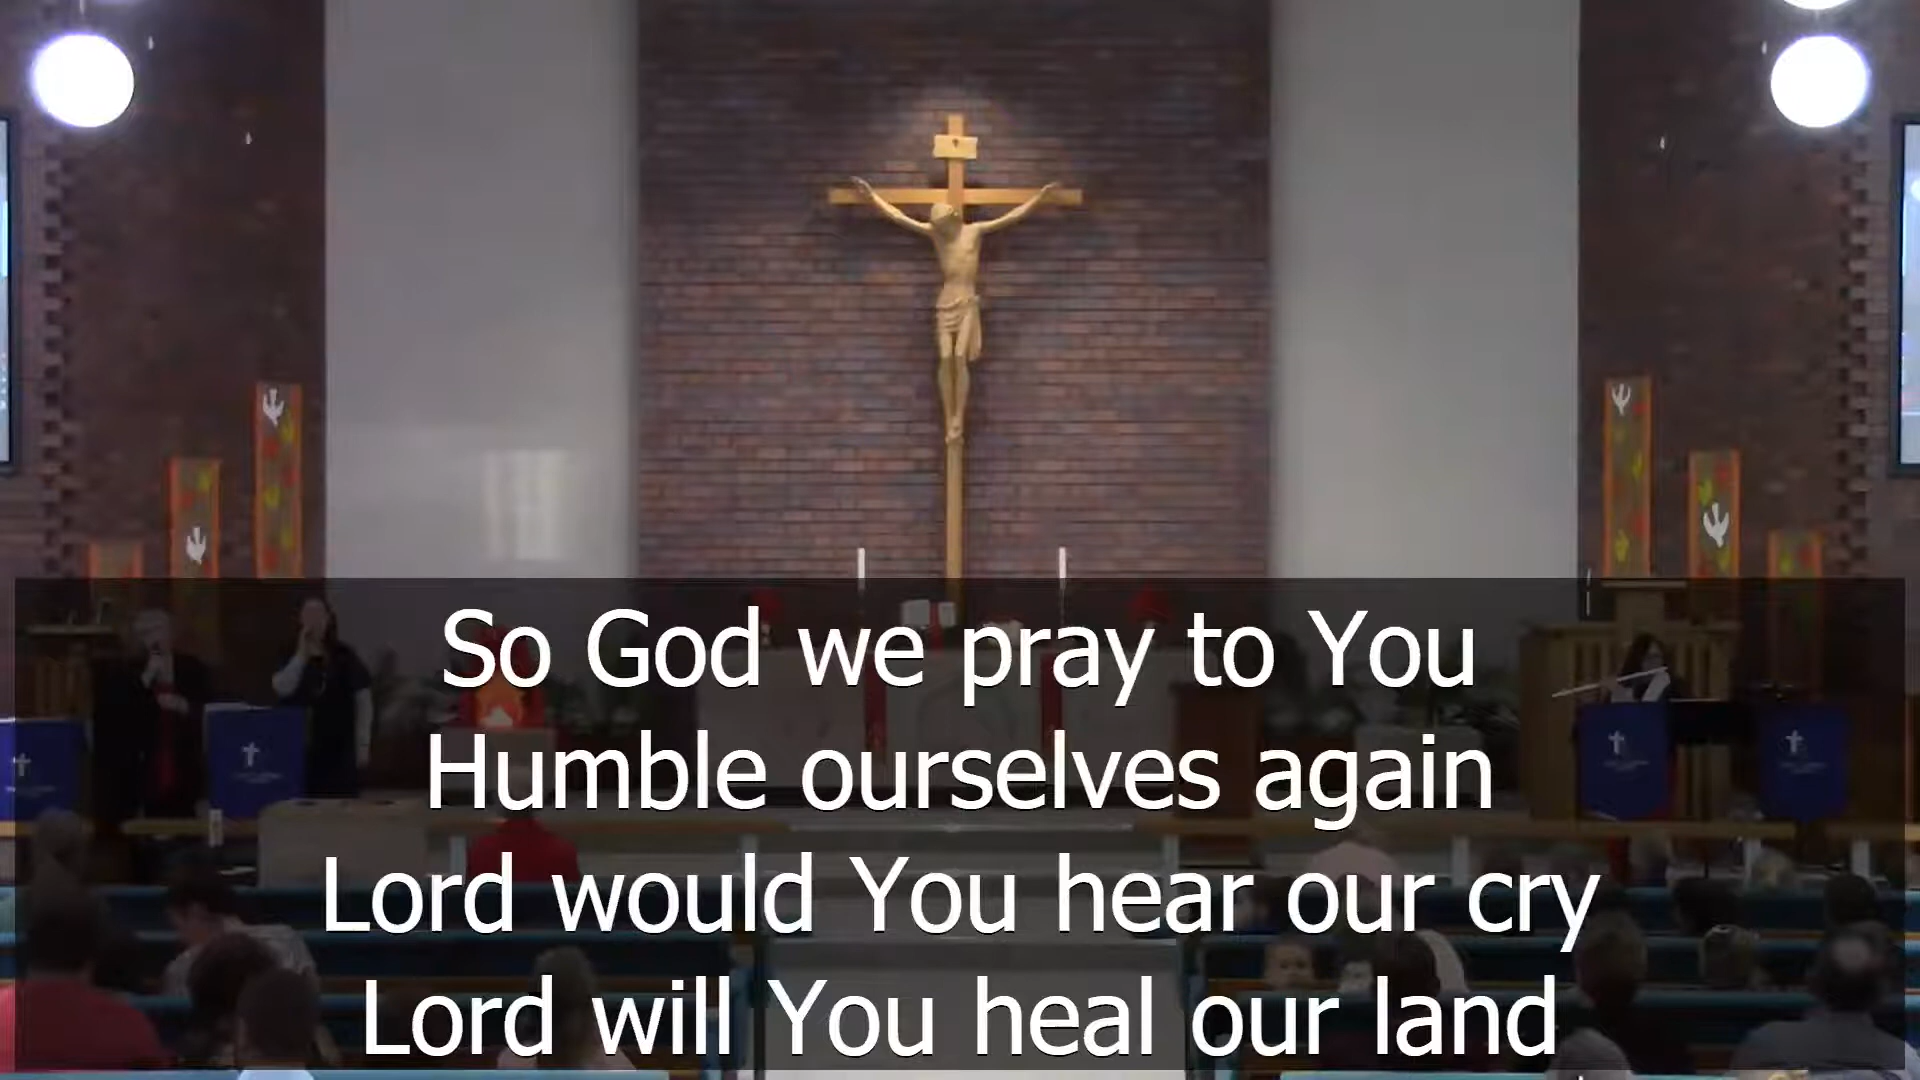 So God we pray to You
Humble ourselves again
Lord would You hear our cry
Lord will You heal our land